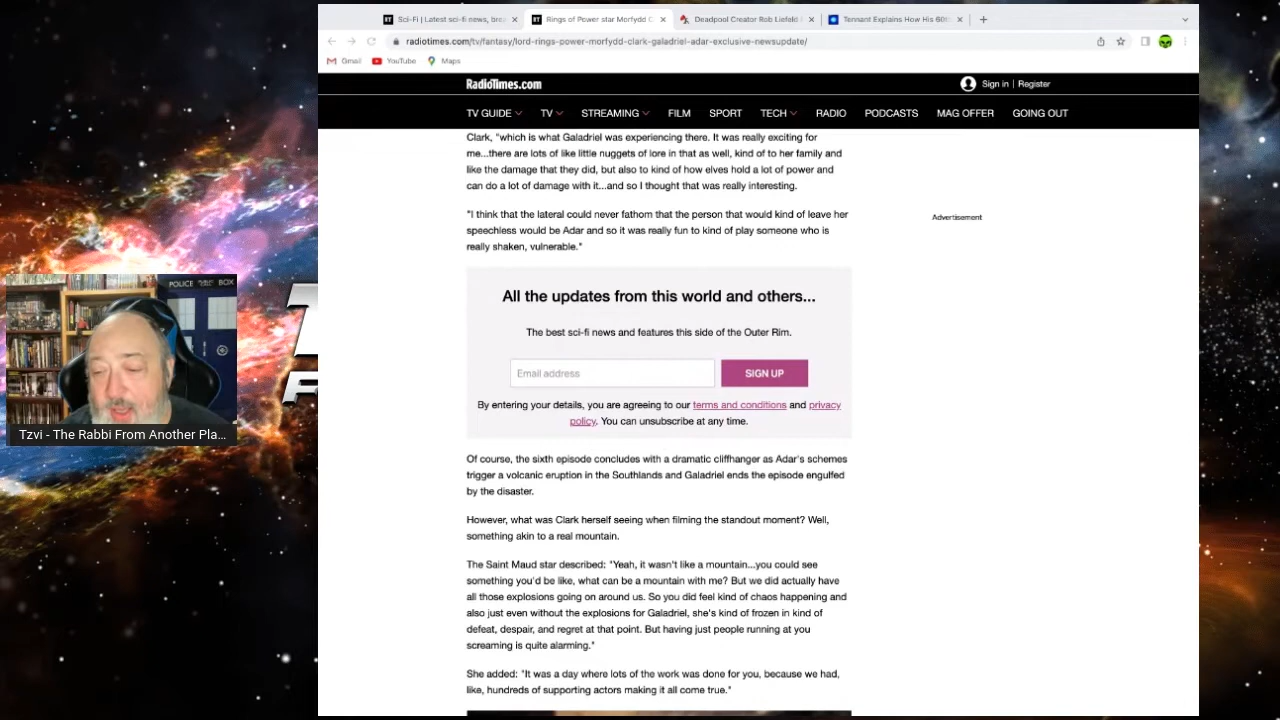 Sci-Fi | Latest sci-fi news, brea
Rings of Power star Morfydd C
Deadpool Creator Rob Liefeld
Tennant Explains How His 60th
radiotimes.com/tv/fantasy/lord-rings-power-morfydd-clark-galadriel-adar-exclusive-newsupdate/
Gmail YouTube Maps
RadioTimes.com
Sign in | Register
TV GUIDE TV STREAMING FILM SPORT TECH RADIO PODCASTS MAG OFFER GOING OUT
Clark, "which is what Galadriel was experiencing there. It was really exciting for
me...there are lots of like little nuggets of lore in that as well, kind of to her family and
like the damage that they did, but also to kind of how elves hold a lot of power and
can do a lot of damage with it...and so I thought that was really interesting.
"I think that the lateral could never fathom that the person that would kind of leave her
speechless would be Adar and so it was really fun to kind of play someone who is
really shaken, vulnerable."
Advertisement
All the updates from this world and others...
The best sci-fi news and features this side of the Outer Rim.
Email address
SIGN UP
By entering your details, you are agreeing to our terms and conditions and privacy
policy. You can unsubscribe at any time.
Of course, the sixth episode concludes with a dramatic cliffhanger as Adar's schemes
trigger a volcanic eruption in the Southlands and Galadriel ends the episode engulfed
by the disaster.
However, what was Clark herself seeing when filming the standout moment? Well,
something akin to a real mountain.
The Saint Maud star described: "Yeah, it wasn't like a mountain...you could see
something you'd be like, what can be a mountain with me? But we did actually have
all those explosions going on around us. So you did feel kind of chaos happening and
also just even without the explosions for Galadriel, she's kind of frozen in kind of
defeat, despair, and regret at that point. But having just people running at you
screaming is quite alarming."
She added: "It was a day where lots of the work was done for you, because we had,
like, hundreds of supporting actors making it all come true."
POLICE BOX
Tzvi - The Rabbi From Another Pla...